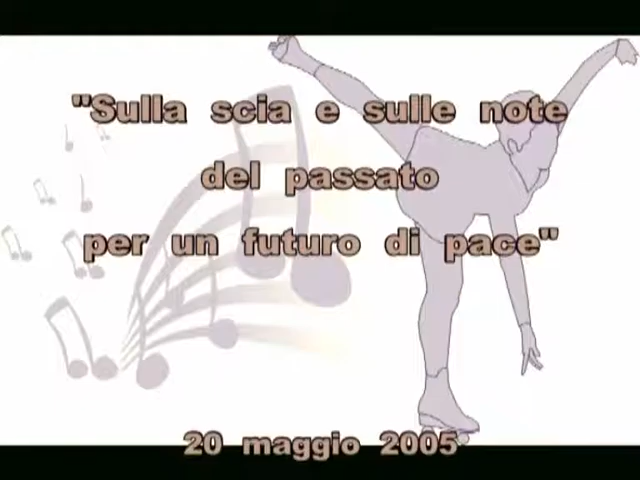 "Sulla scia e sulle note
del passato
per un futuro di pace"
20 maggio 2005